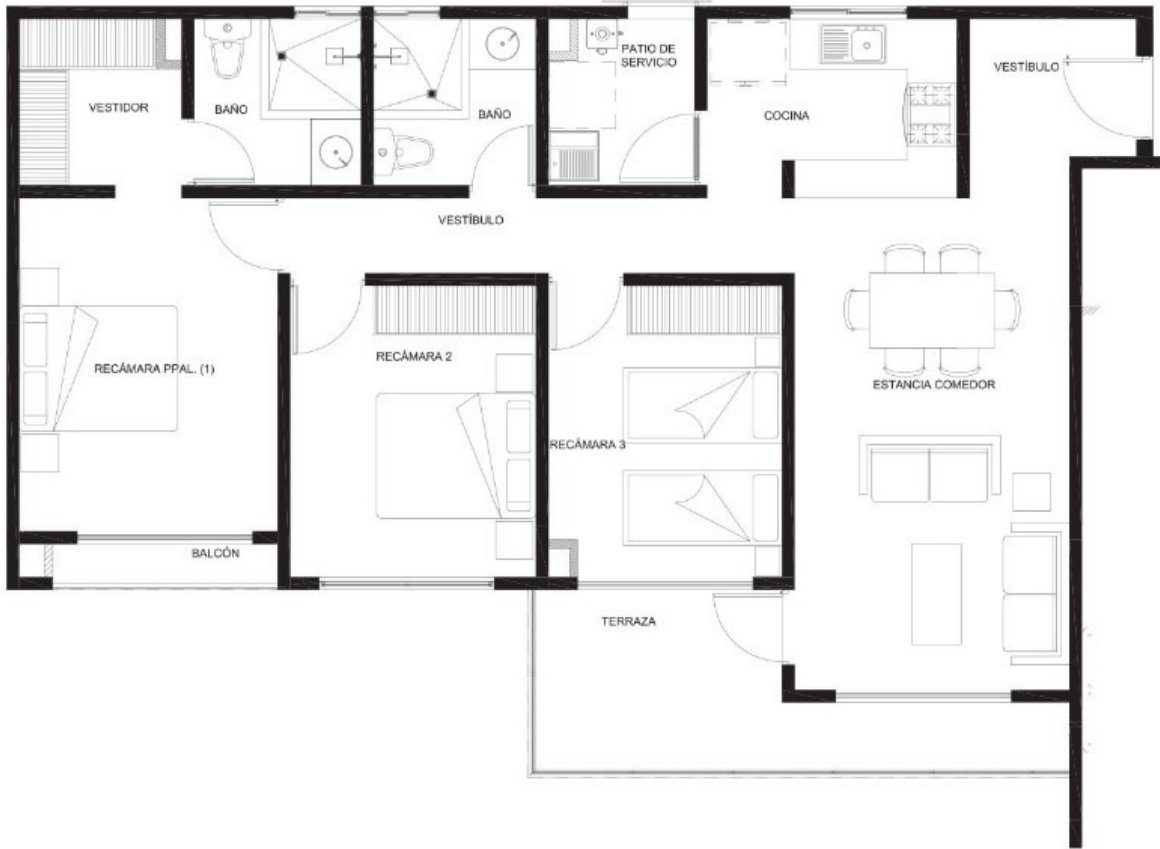 PATIO DE
SERVICIO
VESTÍBULO
VESTIDOR
BAÑO
BAÑO
COCINA
VESTÍBULO
RECÁMARA PPAL. (1)
RECÁMARA 2
ESTANCIA COMEDOR
RECÁMARA 3
BALCÓN
TERRAZA